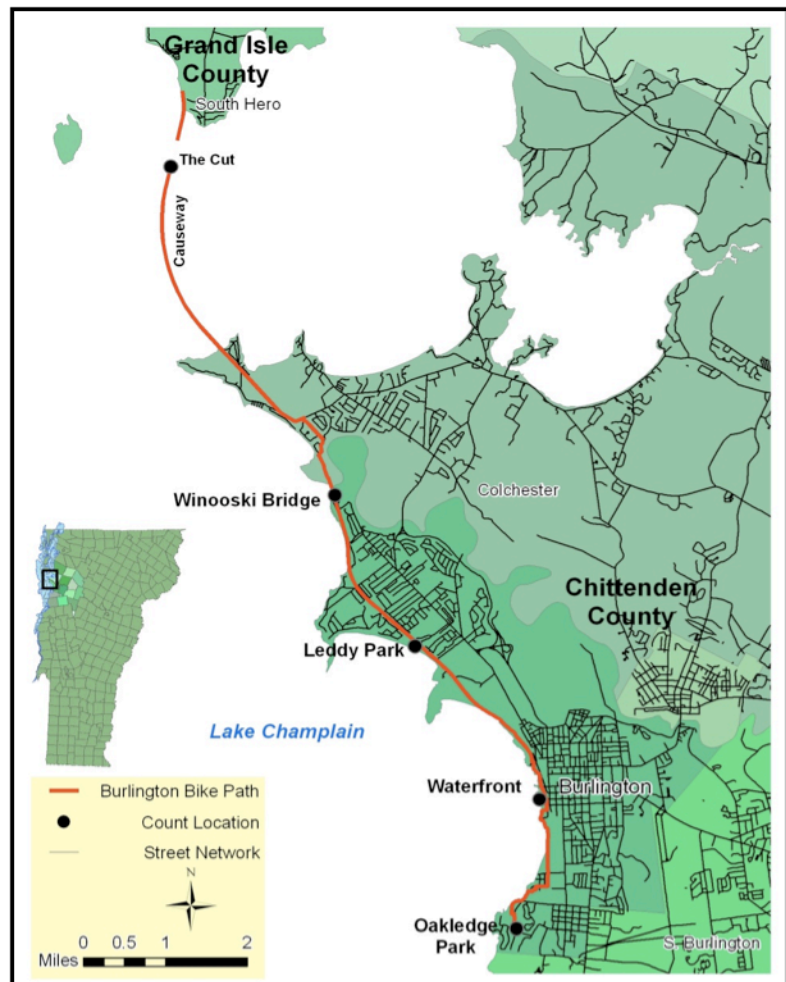 Grand Isle
County
South Hero
The Cut
Causeway
Winooski Bridge
Colchester
Chittenden
County
Leddy Park
Lake Champlain
Waterfront
Burlington
Oakledge
Park
S. Burlington
Burlington Bike Path
Count Location
Street Network
N
0 0.5 1 2
Miles